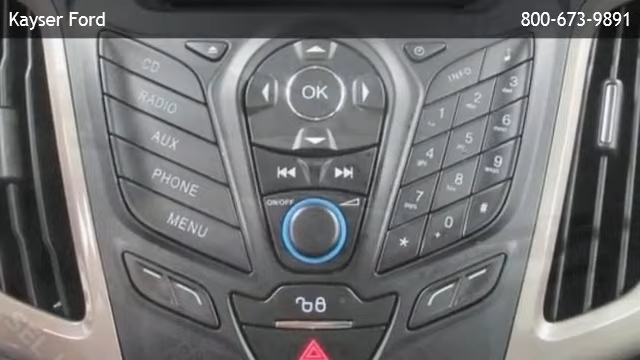 Kayser Ford
800-673-9891
CD
RADIO
AUX
PHONE
MENU
OK
ON/OFF
INFO
1 2 3
4 5 6
7 8 9
* 0 #
+